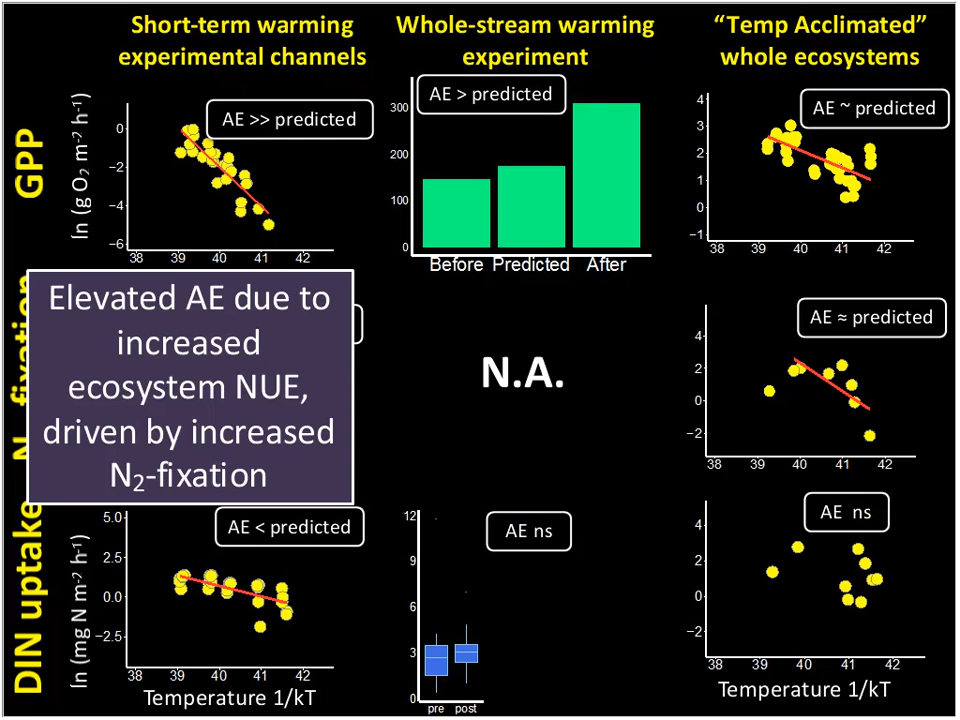 Short-term warming
experimental channels
Whole-stream warming
experiment
“Temp Acclimated”
whole ecosystems
GPP
ln (g O₂ m⁻² h⁻¹)
AE >> predicted
0
−2
−4
−6
38 39 40 41 42
AE > predicted
300
200
100
0
Before Predicted After
AE ~ predicted
4
3
2
1
0
−1
38 39 40 41 42
fixation
Elevated AE due to
increased
ecosystem NUE,
driven by increased
N₂-fixation
N.A.
AE ≈ predicted
4
2
0
−2
38 39 40 41 42
DIN uptake
ln (mg N m⁻² h⁻¹)
AE < predicted
5.0
2.5
0.0
−2.5
38 39 40 41 42
Temperature 1/kT
AE ns
12
9
6
3
0
pre post
AE ns
4
2
0
−2
38 39 40 41 42
Temperature 1/kT